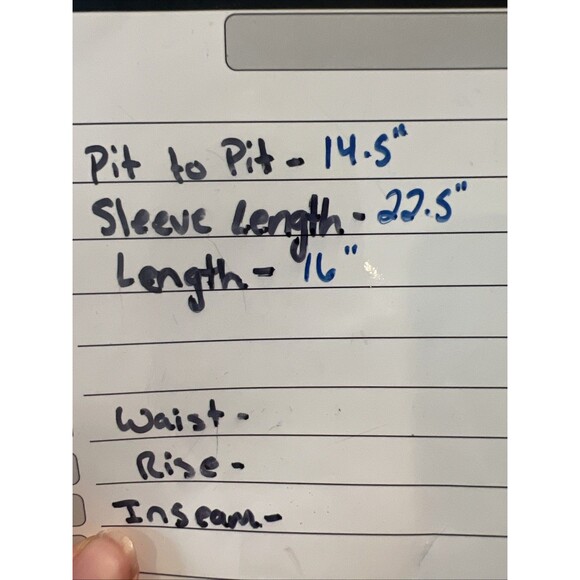 Pit to Pit - 14.5"
Sleeve Length - 22.5"
Length - 16"
Waist -
Rise -
Inseam -